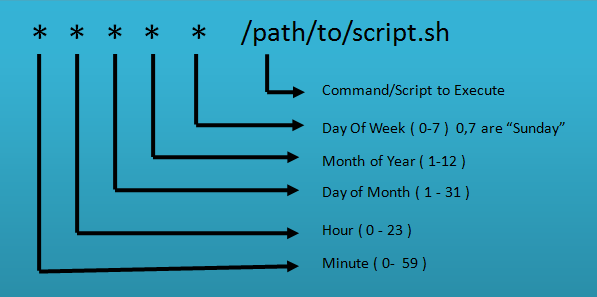 * * * * * /path/to/script.sh
Command/Script to Execute
Day Of Week ( 0-7 ) 0,7 are “Sunday”
Month of Year ( 1-12 )
Day of Month ( 1 - 31 )
Hour ( 0 - 23 )
Minute ( 0- 59 )